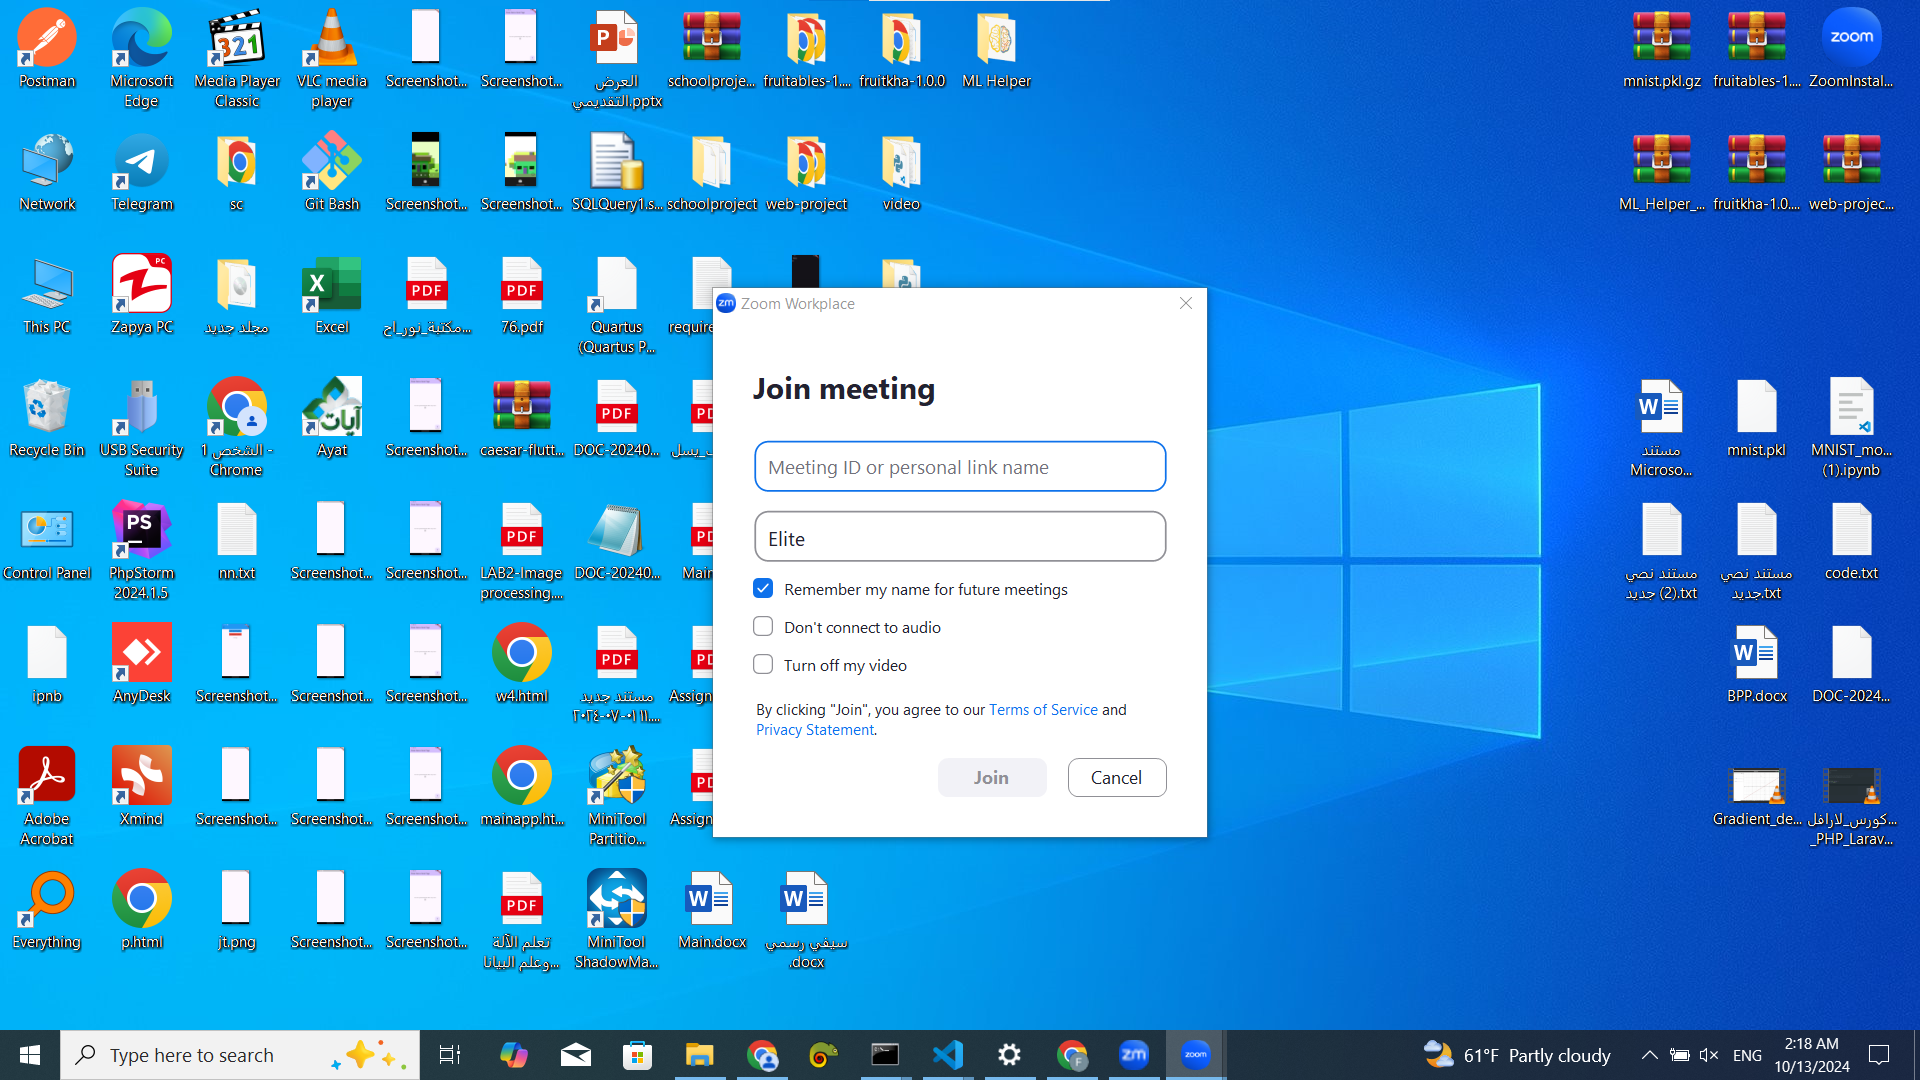 Postman
Microsoft
Edge
Media Player
Classic
VLC media
player
Screenshot...
Screenshot...
العرض
التقديمي.pptx
schoolproje...
fruitables-1....
fruitkha-1.0.0
ML Helper
mnist.pkl.gz
fruitables-1....
ZoomInstal...
Network
Telegram
sc
Git Bash
Screenshot...
Screenshot...
SQLQuery1.s...
schoolproject
web-project
video
ML_Helper_...
fruitkha-1.0....
web-projec...
This PC
Zapya PC
مجلد جديد
Excel
مكتبة_نور_اح...
76.pdf
Quartus
(Quartus P...
require
Zoom Workplace
Join meeting
Meeting ID or personal link name
Elite
Remember my name for future meetings
Don't connect to audio
Turn off my video
By clicking "Join", you agree to our Terms of Service and
Privacy Statement.
Join
Cancel
Recycle Bin
USB Security
Suite
الشخص 1 -
Chrome
Ayat
Screenshot...
caesar-flutt...
DOC-20240...
مستند
Microso...
mnist.pkl
MNIST_mo...
(1).ipynb
Control Panel
PhpStorm
2024.1.5
nn.txt
Screenshot...
Screenshot...
LAB2-Image
processing....
DOC-20240...
Main
مستند نصي
جديد (2).txt
مستند نصي
جديد.txt
code.txt
ipnb
AnyDesk
Screenshot...
Screenshot...
Screenshot...
w4.html
مستند جديد
Assign
BPP.docx
DOC-2024...
Adobe
Acrobat
Xmind
Screenshot...
Screenshot...
Screenshot...
mainapp.ht...
MiniTool
Partitio...
Assign
Gradient_de...
كورس_لارافل...
_PHP_Larav...
Everything
p.html
jt.png
Screenshot...
Screenshot...
تعلم الآلة
وعلم البيانا...
MiniTool
ShadowMa...
Main.docx
سيفي رسمي
.docx
Type here to search
61°F Partly cloudy
ENG
2:18 AM
10/13/2024